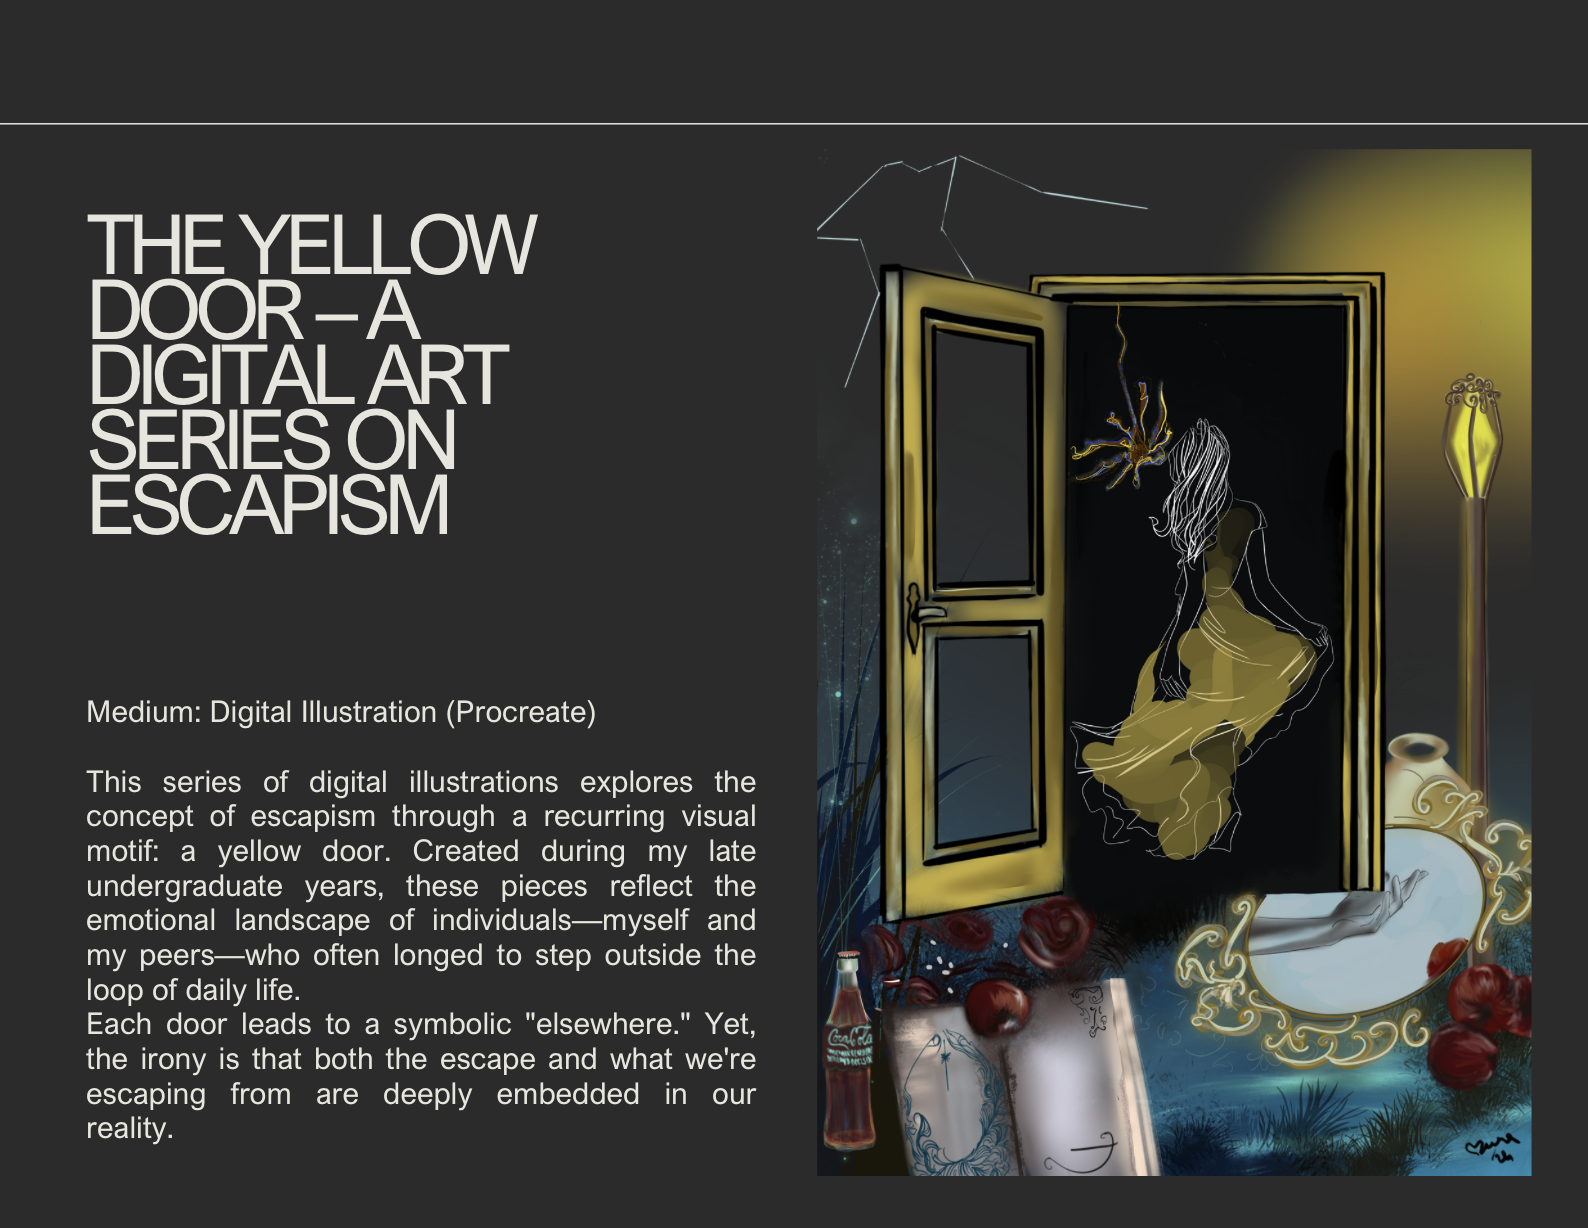 THE YELLOW
DOOR – A
DIGITAL ART
SERIES ON
ESCAPISM
Medium: Digital Illustration (Procreate)
This series of digital illustrations explores the
concept of escapism through a recurring visual
motif: a yellow door. Created during my late
undergraduate years, these pieces reflect the
emotional landscape of individuals—myself and
my peers—who often longed to step outside the
loop of daily life.
Each door leads to a symbolic "elsewhere." Yet,
the irony is that both the escape and what we're
escaping from are deeply embedded in our
reality.
Coca-Cola